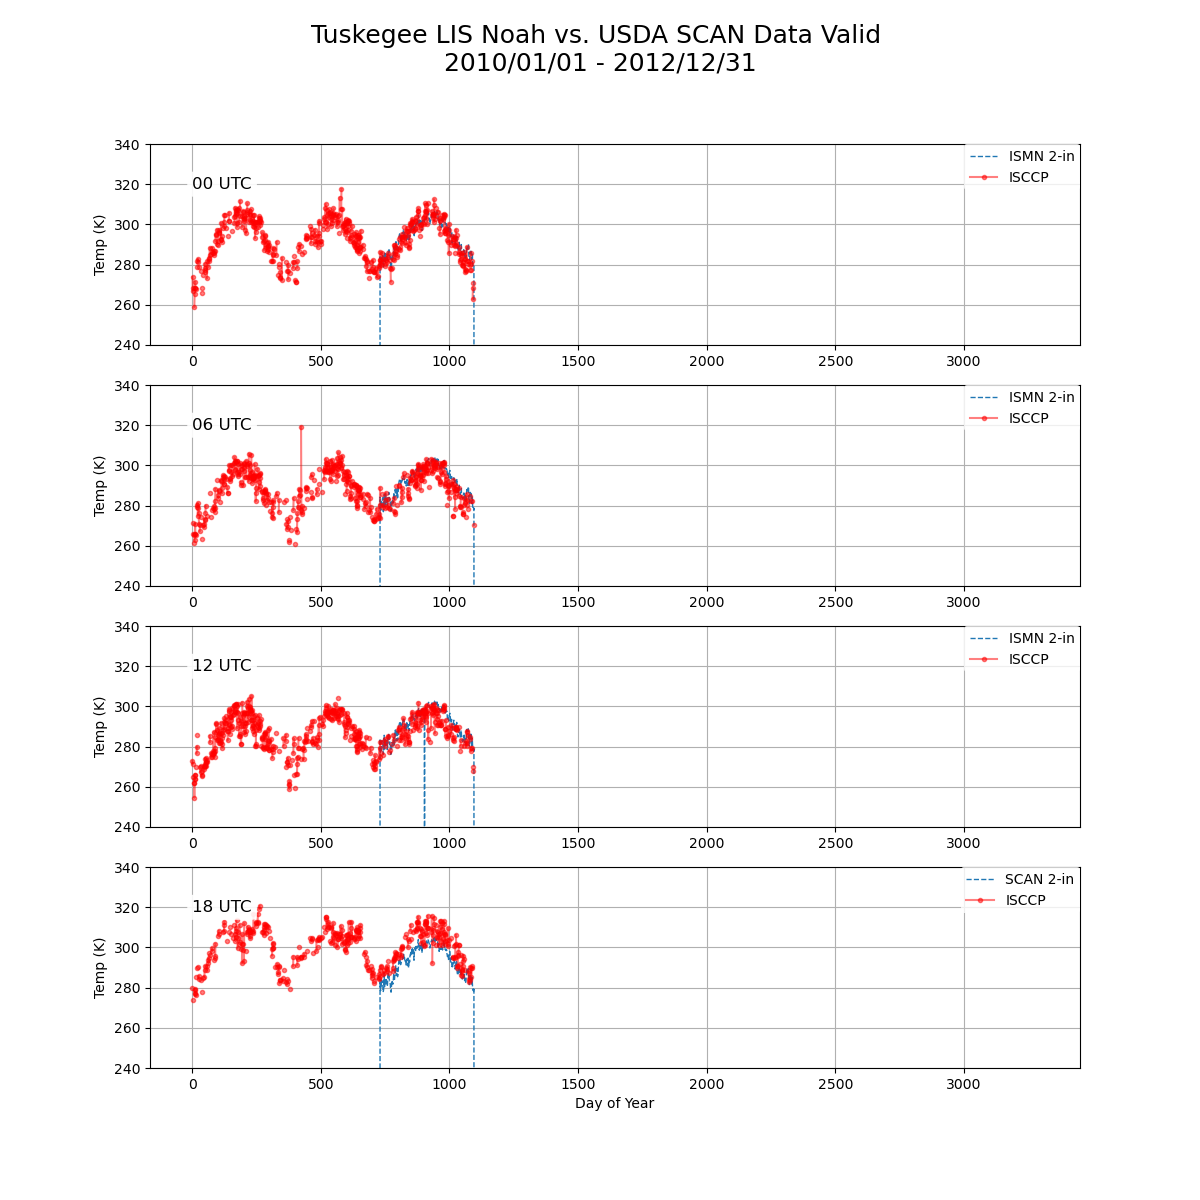 Tuskegee LIS Noah vs. USDA SCAN Data Valid
2010/01/01 - 2012/12/31
340
320
300
280
260
240
Temp (K)
00 UTC
ISMN 2-in
ISCCP
0 500 1000 1500 2000 2500 3000
340
320
300
280
260
240
Temp (K)
06 UTC
ISMN 2-in
ISCCP
0 500 1000 1500 2000 2500 3000
340
320
300
280
260
240
Temp (K)
12 UTC
ISMN 2-in
ISCCP
0 500 1000 1500 2000 2500 3000
340
320
300
280
260
240
Temp (K)
18 UTC
SCAN 2-in
ISCCP
0 500 1000 1500 2000 2500 3000
Day of Year